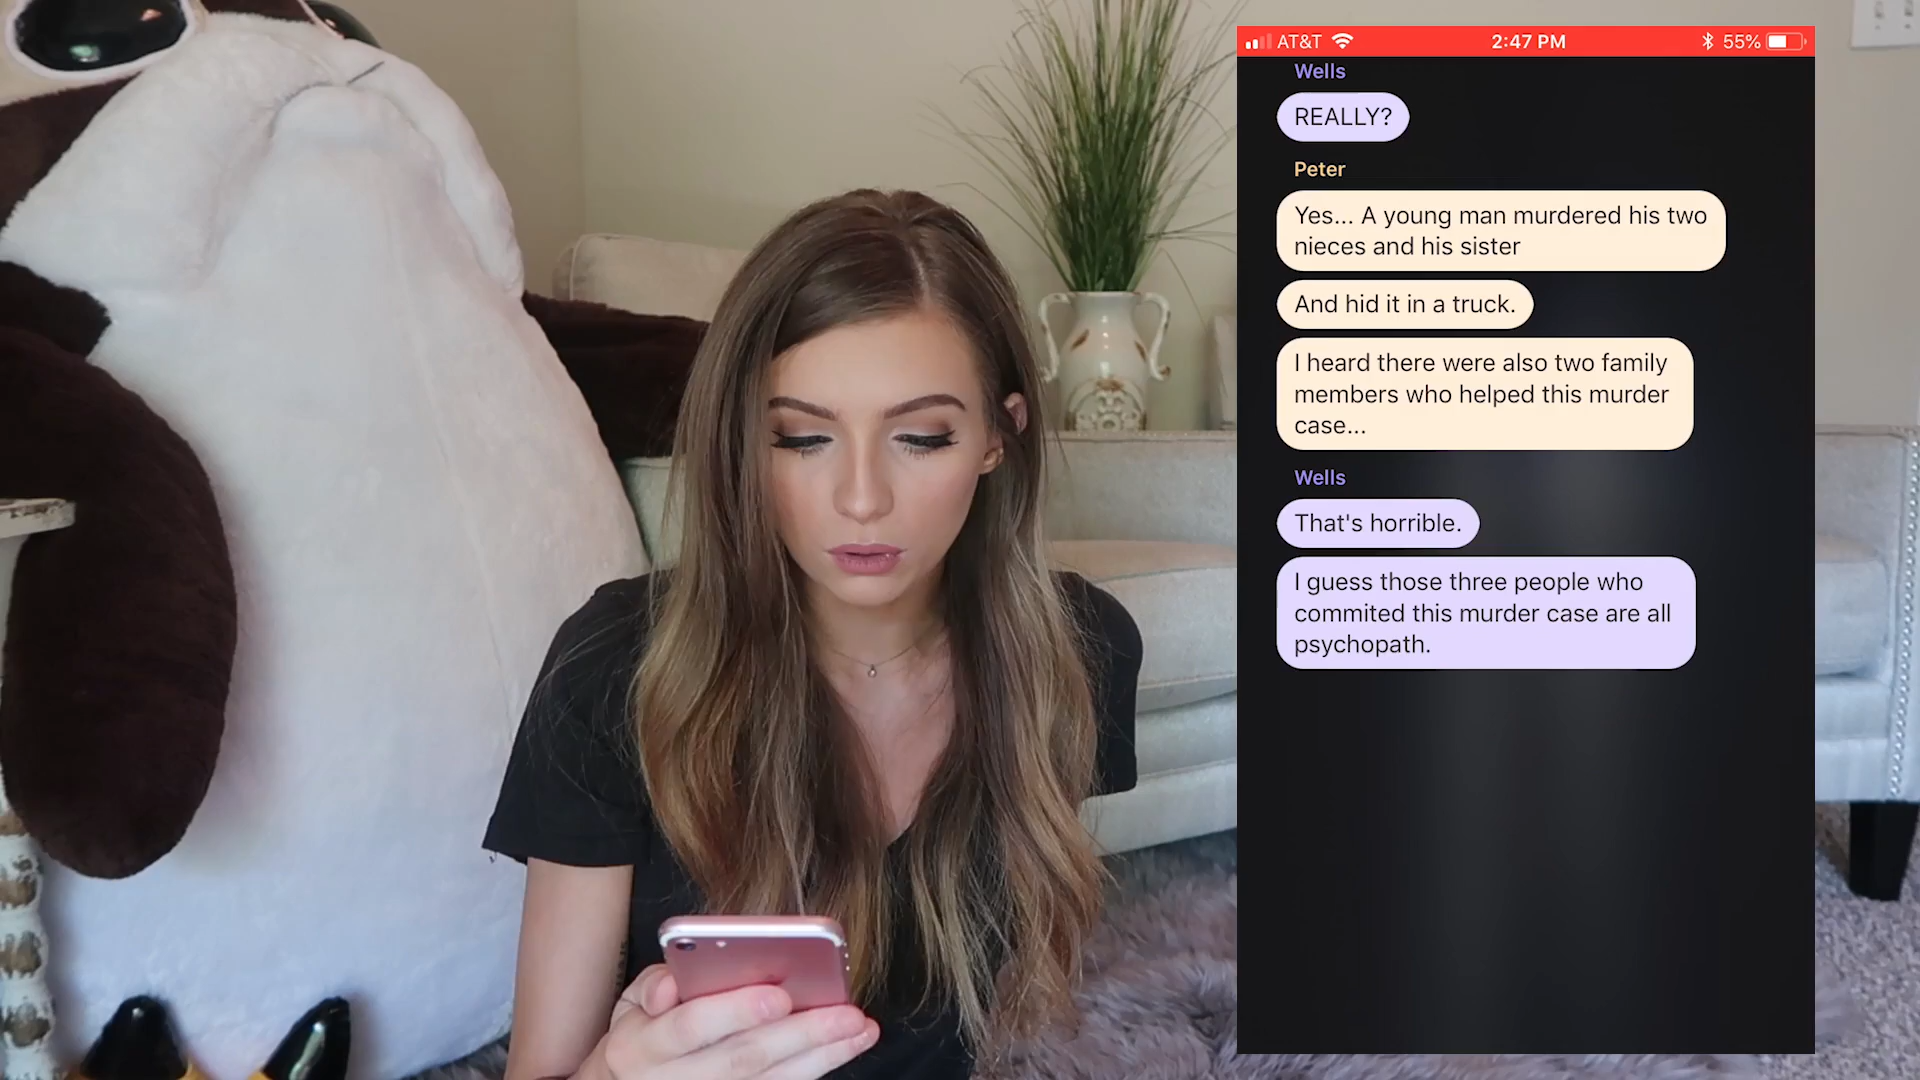 AT&T 2:47 PM 55%
Wells
REALLY?
Peter
Yes... A young man murdered his two
nieces and his sister
And hid it in a truck.
I heard there were also two family
members who helped this murder
case...
Wells
That's horrible.
I guess those three people who
commited this murder case are all
psychopath.